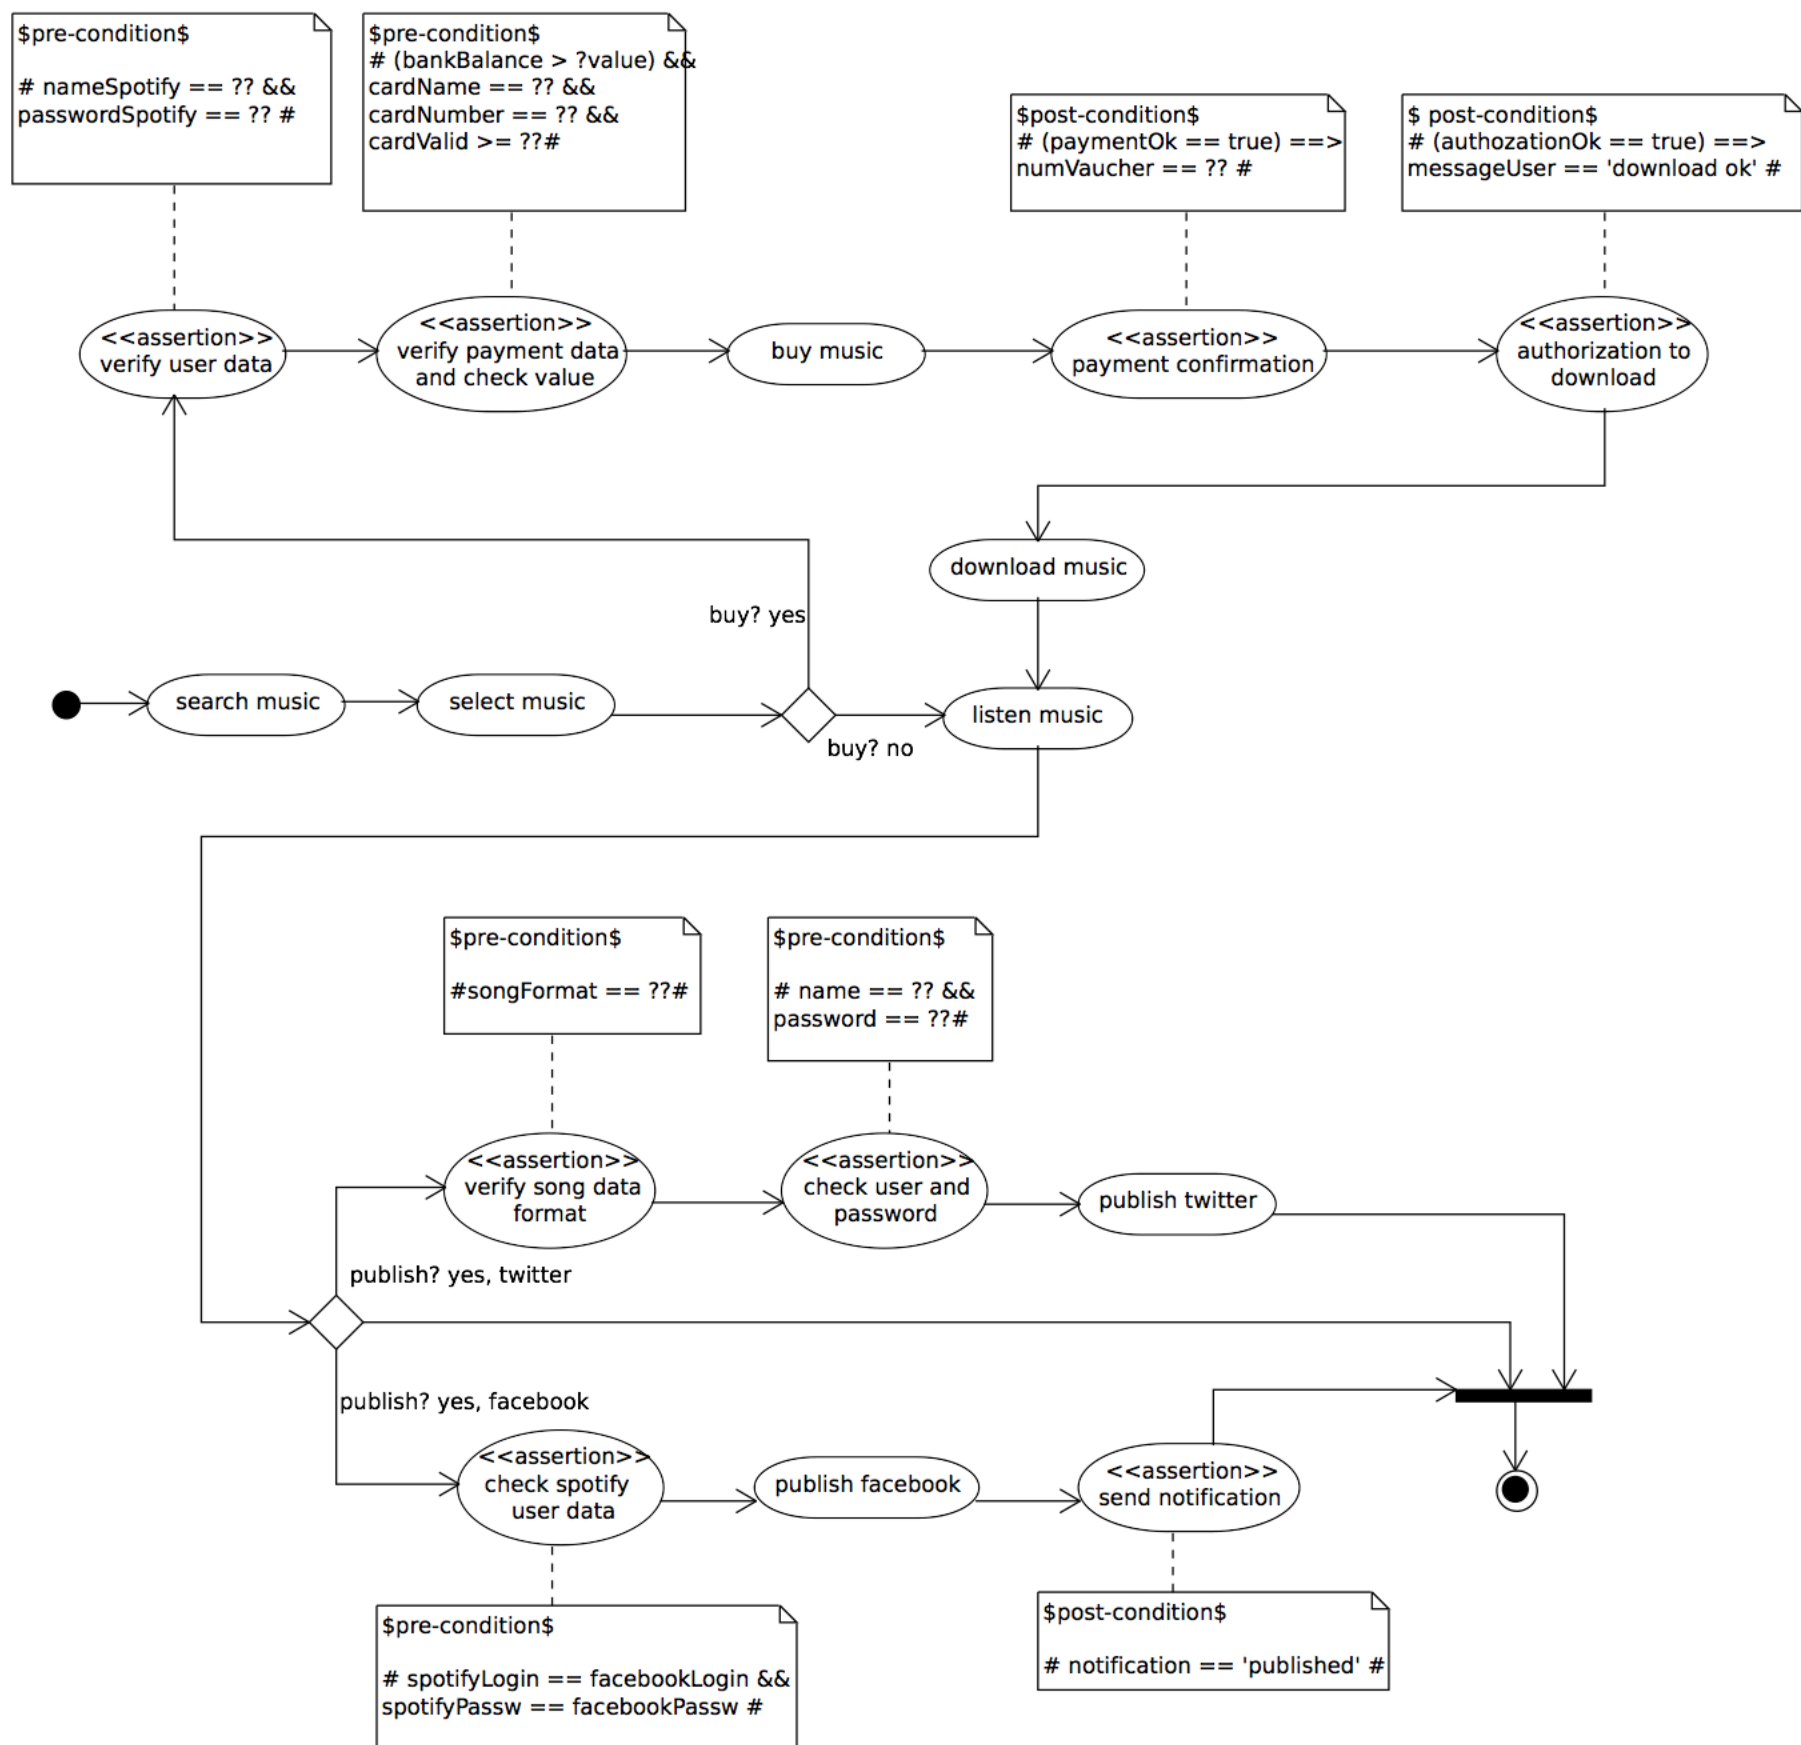 $pre-condition$
# nameSpotify == ?? &&
passwordSpotify == ?? #
$pre-condition$
# (bankBalance > ?value) &&
cardName == ?? &&
cardNumber == ?? &&
cardValid >= ??#
$post-condition$
# (paymentOk == true) ==>
numVaucher == ?? #
$ post-condition$
# (authozationOk == true) ==>
messageUser == 'download ok' #
<<assertion>>
verify user data
<<assertion>>
verify payment data
and check value
buy music
<<assertion>>
payment confirmation
<<assertion>>
authorization to
download
download music
buy? yes
search music
select music
listen music
buy? no
$pre-condition$
#songFormat == ??#
$pre-condition$
# name == ?? &&
password == ??#
<<assertion>>
verify song data
format
<<assertion>>
check user and
password
publish twitter
publish? yes, twitter
publish? yes, facebook
<<assertion>>
check spotify
user data
publish facebook
<<assertion>>
send notification
$pre-condition$
# spotifyLogin == facebookLogin &&
spotifyPassw == facebookPassw #
$post-condition$
# notification == 'published' #